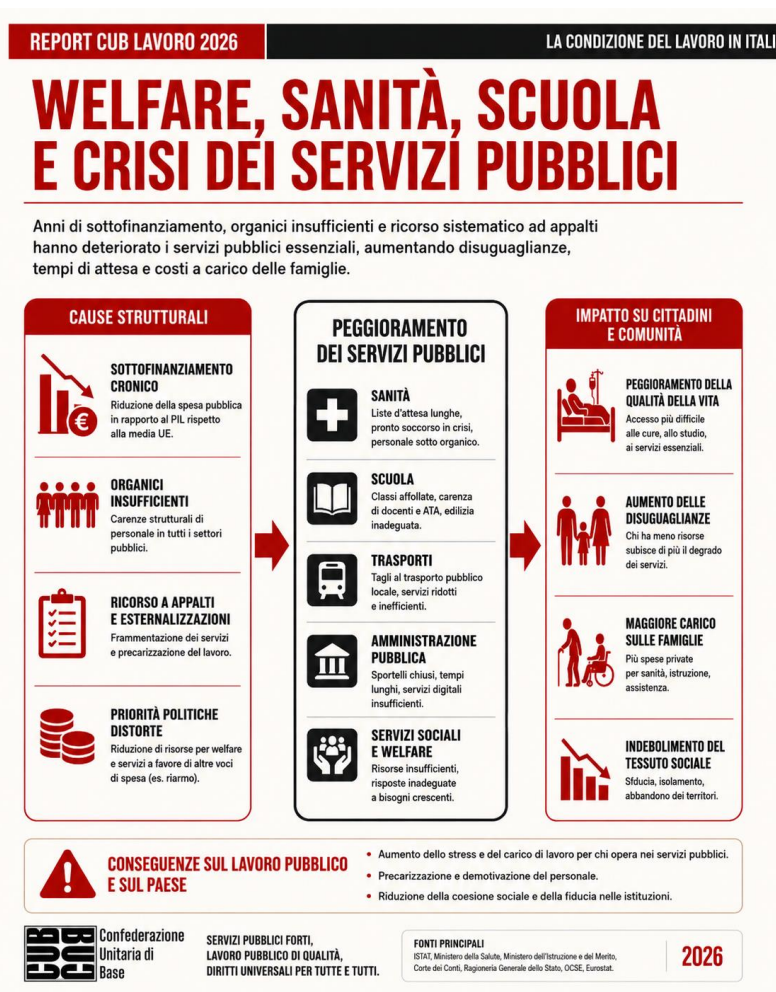 REPORT CUB LAVORO 2026
LA CONDIZIONE DEL LAVORO IN ITALI
WELFARE, SANITÀ, SCUOLA
E CRISI DEI SERVIZI PUBBLICI
Anni di sottofinanziamento, organici insufficienti e ricorso sistematico ad appalti
hanno deteriorato i servizi pubblici essenziali, aumentando disuguaglianze,
tempi di attesa e costi a carico delle famiglie.
CAUSE STRUTTURALI
SOTTOFINANZIAMENTO
CRONICO
Riduzione della spesa pubblica
in rapporto al PIL rispetto
alla media UE.
ORGANICI
INSUFFICIENTI
Carenze strutturali di
personale in tutti i settori
pubblici.
RICORSO A APPALTI
E ESTERNALIZZAZIONI
Frammentazione dei servizi
e precarizzazione del lavoro.
PRIORITÀ POLITICHE
DISTORTE
Riduzione di risorse per welfare
e servizi a favore di altre voci
di spesa (es. riarmo).
PEGGIORAMENTO
DEI SERVIZI PUBBLICI
SANITÀ
Liste d'attesa lunghe,
pronto soccorso in crisi,
personale sotto organico.
SCUOLA
Classi affollate, carenza
di docenti e ATA, edilizia
inadeguata.
TRASPORTI
Tagli al trasporto pubblico
locale, servizi ridotti
e inefficienti.
AMMINISTRAZIONE
PUBBLICA
Sportelli chiusi, tempi
lunghi, servizi digitali
insufficienti.
SERVIZI SOCIALI
E WELFARE
Risorse insufficienti,
risposte inadeguate
a bisogni crescenti.
IMPATTO SU CITTADINI
E COMUNITÀ
PEGGIORAMENTO DELLA
QUALITÀ DELLA VITA
Accesso più difficile
alle cure, allo studio,
ai servizi essenziali.
AUMENTO DELLE
DISUGUAGLIANZE
Chi ha meno risorse
subisce di più il degrado
dei servizi.
MAGGIORE CARICO
SULLE FAMIGLIE
Più spese private
per sanità, istruzione,
assistenza.
INDEBOLIMENTO DEL
TESSUTO SOCIALE
Sfducia, isolamento,
abbandono dei territori.
CONSEGUENZE SUL LAVORO PUBBLICO
E SUL PAESE
• Aumento dello stress e del carico di lavoro per chi opera nei servizi pubblici.
• Precarizzazione e demotivazione del personale.
• Riduzione della coesione sociale e della fiducia nelle istituzioni.
CUB CUB
Confederazione
Unitaria di
Base
SERVIZI PUBBLICI FORTI,
LAVORO PUBBLICO DI QUALITÀ,
DIRITTI UNIVERSALI PER TUTTE E TUTTI.
FONTI PRINCIPALI
ISTAT, Ministero della Salute, Ministero dell'Istruzione e del Merito,
Corte dei Conti, Ragioneria Generale dello Stato, OCSE, Eurostat.
2026